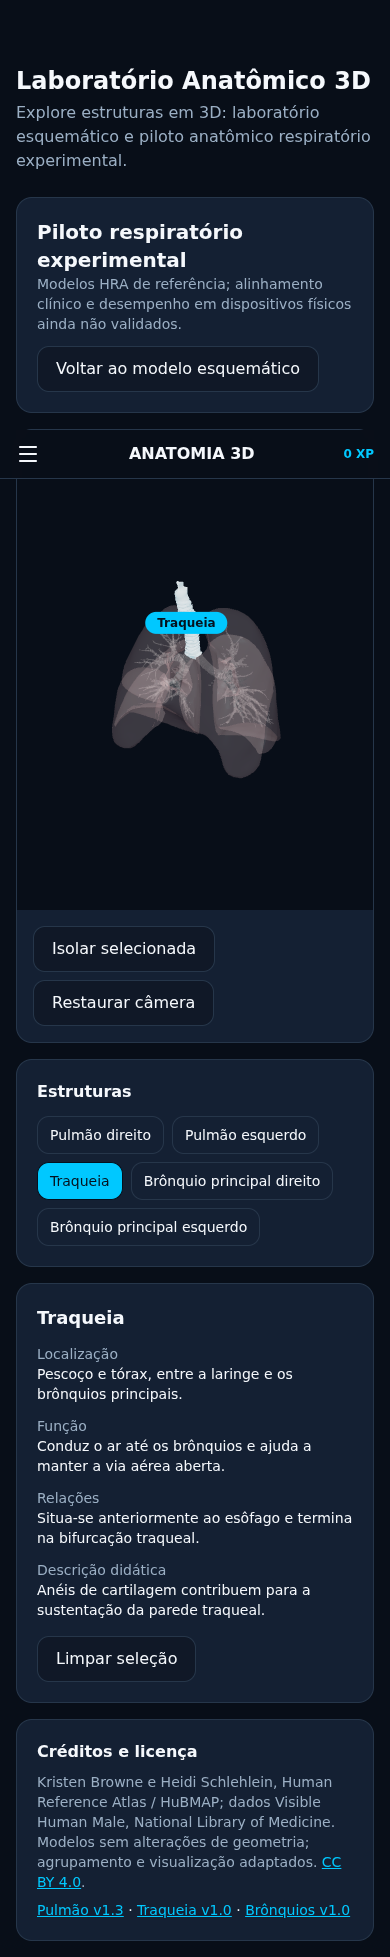 Laboratório Anatômico 3D
Explore estruturas em 3D: laboratório
esquemático e piloto anatômico respiratório
experimental.
Piloto respiratório
experimental
Modelos HRA de referência; alinhamento
clínico e desempenho em dispositivos físicos
ainda não validados.
Voltar ao modelo esquemático
ANATOMIA 3D
0 XP
Traqueia
Isolar selecionada
Restaurar câmera
Estruturas
Pulmão direito
Pulmão esquerdo
Traqueia
Brônquio principal direito
Brônquio principal esquerdo
Traqueia
Localização
Pescoço e tórax, entre a laringe e os
brônquios principais.
Função
Conduz o ar até os brônquios e ajuda a
manter a via aérea aberta.
Relações
Situa-se anteriormente ao esôfago e termina
na bifurcação traqueal.
Descrição didática
Anéis de cartilagem contribuem para a
sustentação da parede traqueal.
Limpar seleção
Créditos e licença
Kristen Browne e Heidi Schlehlein, Human
Reference Atlas / HuBMAP; dados Visible
Human Male, National Library of Medicine.
Modelos sem alterações de geometria;
agrupamento e visualização adaptados. CC
BY 4.0.
Pulmão v1.3 · Traqueia v1.0 · Brônquios v1.0